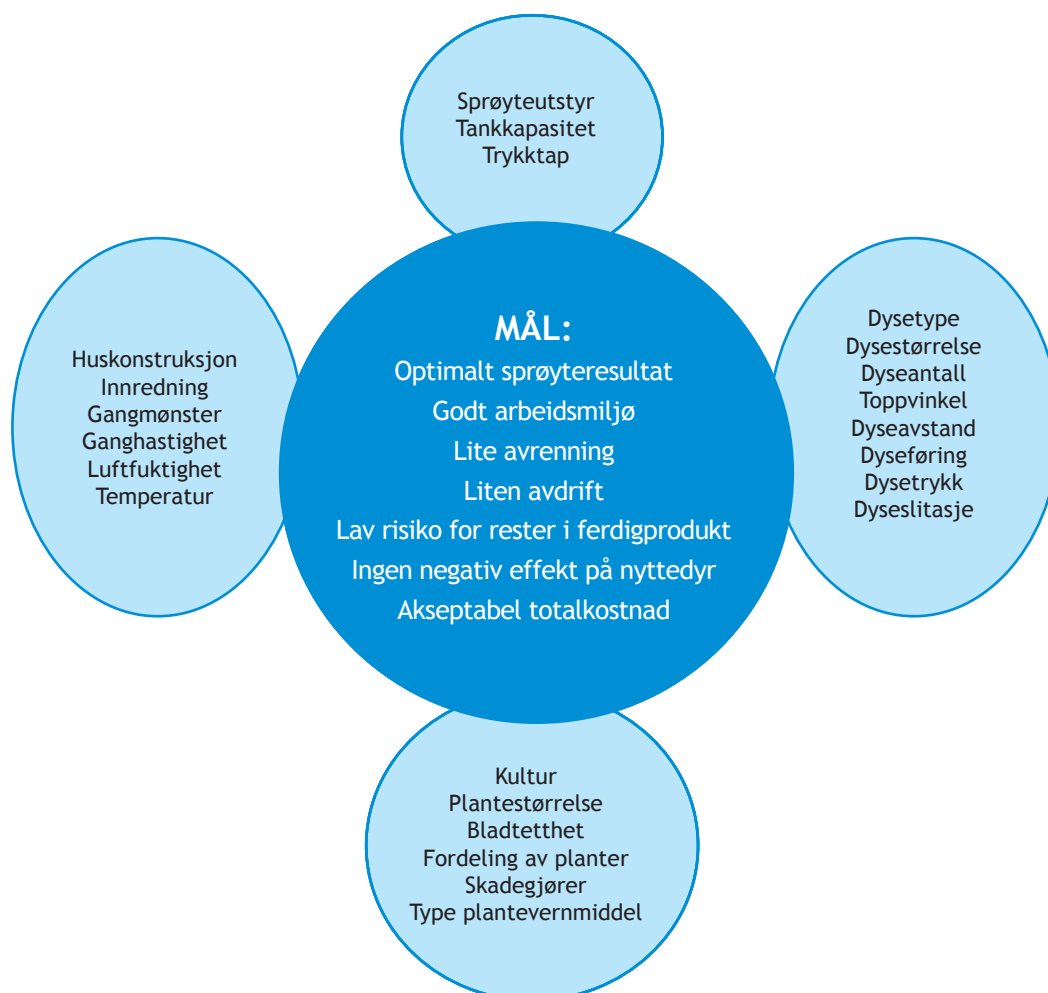 Sprøyteutstyr
Tankkapasitet
Trykktap
Huskonstruksjon
Innredning
Gangmønster
Ganghastighet
Luftfuktighet
Temperatur
MÅL:
Optimalt sprøyteresultat
Godt arbeidsmiljø
Lite avrenning
Liten avdrift
Lav risiko for rester i ferdigprodukt
Ingen negativ effekt på nyttedyr
Akseptabel totalkostnad
Dysetype
Dysestørrelse
Dyseantall
Toppvinkel
Dyseavstand
Dyseføring
Dysetrykk
Dyseslitasje
Kultur
Plantestørrelse
Bladtetthet
Fordeling av planter
Skadegjører
Type plantevernmiddel